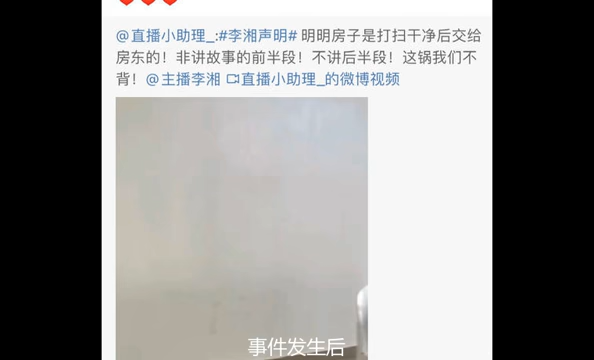 @直播小助理_:#李湘声明# 明明房子是打扫干净后交给
房东的！非讲故事的前半段！不讲后半段！这锅我们不
背！@主播李湘 直播小助理_的微博视频
事件发生后